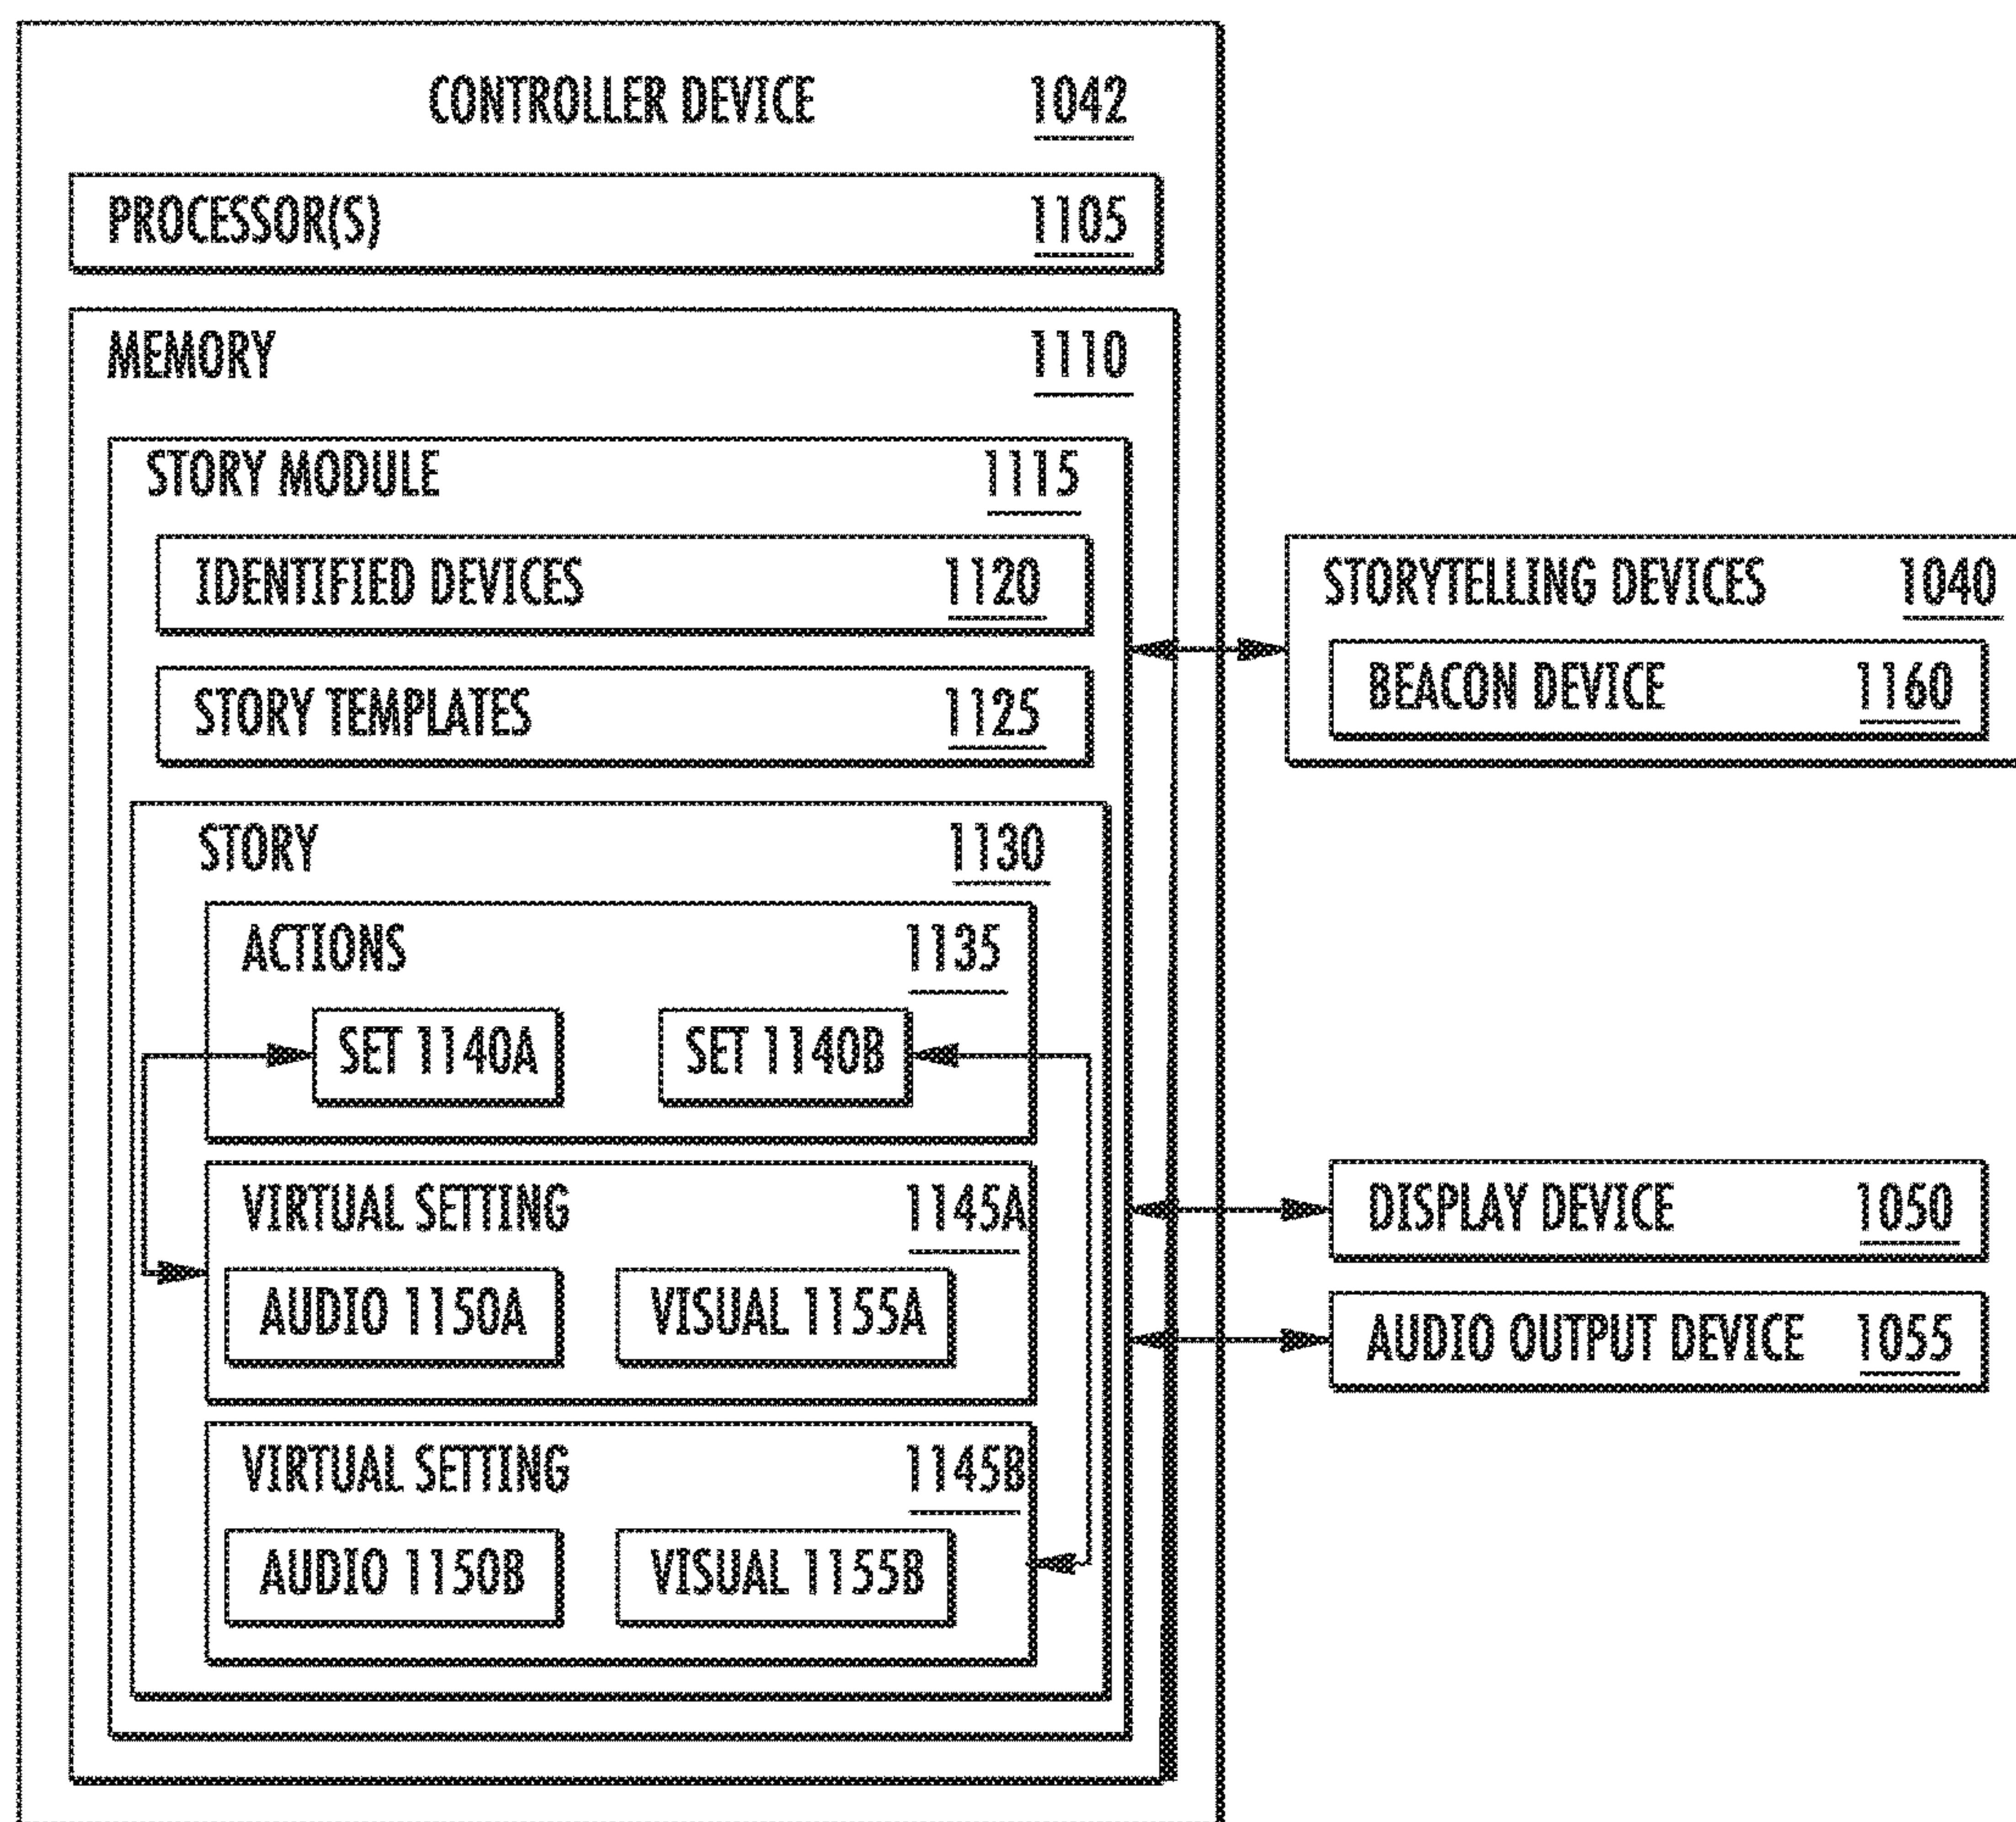 CONTROLLER DEVICE 1042
PROCESSOR(S) 1105
MEMORY 1110
STORY MODULE 1115
IDENTIFIED DEVICES 1120
STORY TEMPLATES 1125
STORY 1130
ACTIONS 1135
SET 1140A SET 1140B
VIRTUAL SETTING 1145A
AUDIO 1150A VISUAL 1155A
VIRTUAL SETTING 1145B
AUDIO 1150B VISUAL 1155B
STORYTELLING DEVICES 1040
BEACON DEVICE 1160
DISPLAY DEVICE 1050
AUDIO OUTPUT DEVICE 1055